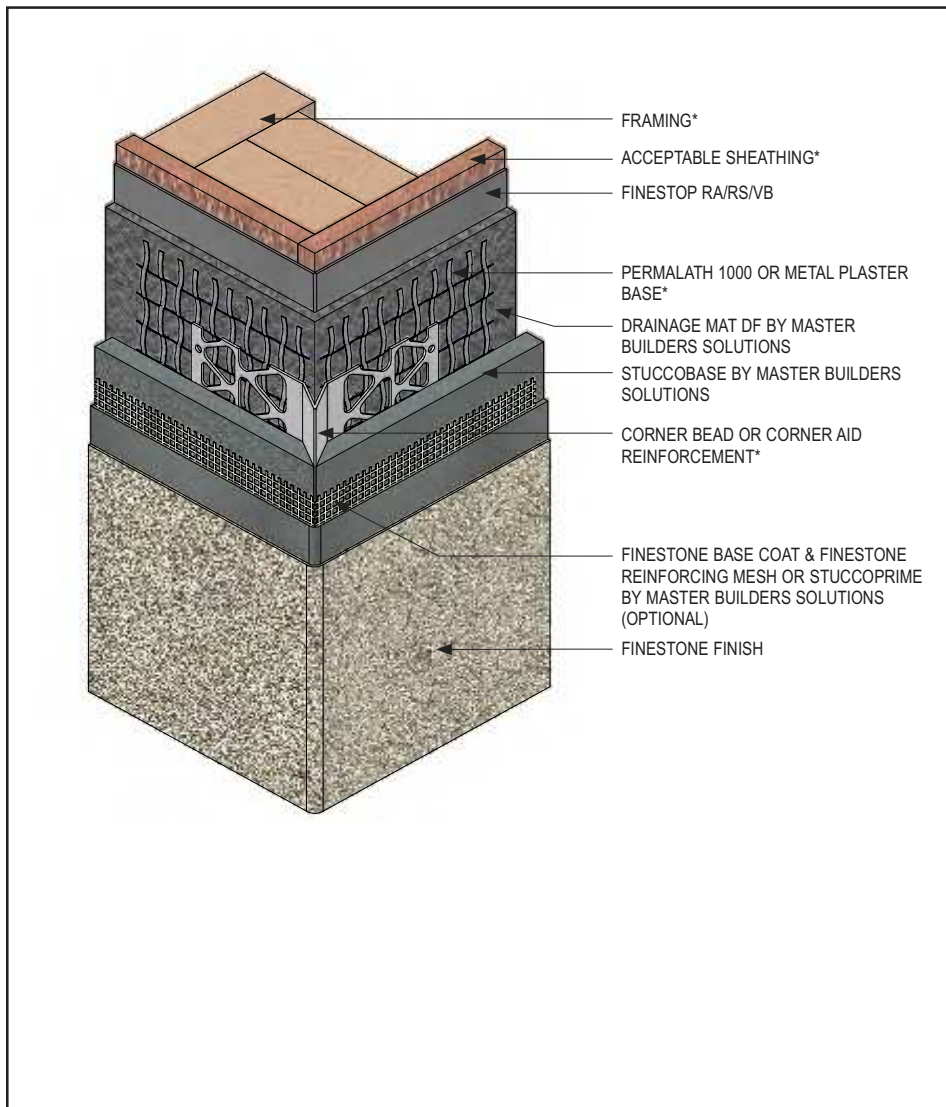 FRAMING*
ACCEPTABLE SHEATHING*
FINESTOP RA/RS/VB
PERMALATH 1000 OR METAL PLASTER
BASE*
DRAINAGE MAT DF BY MASTER
BUILDERS SOLUTIONS
STUCCOBASE BY MASTER BUILDERS
SOLUTIONS
CORNER BEAD OR CORNER AID
REINFORCEMENT*
FINESTONE BASE COAT & FINESTONE
REINFORCING MESH OR STUCCOPRIME
BY MASTER BUILDERS SOLUTIONS
(OPTIONAL)
FINESTONE FINISH